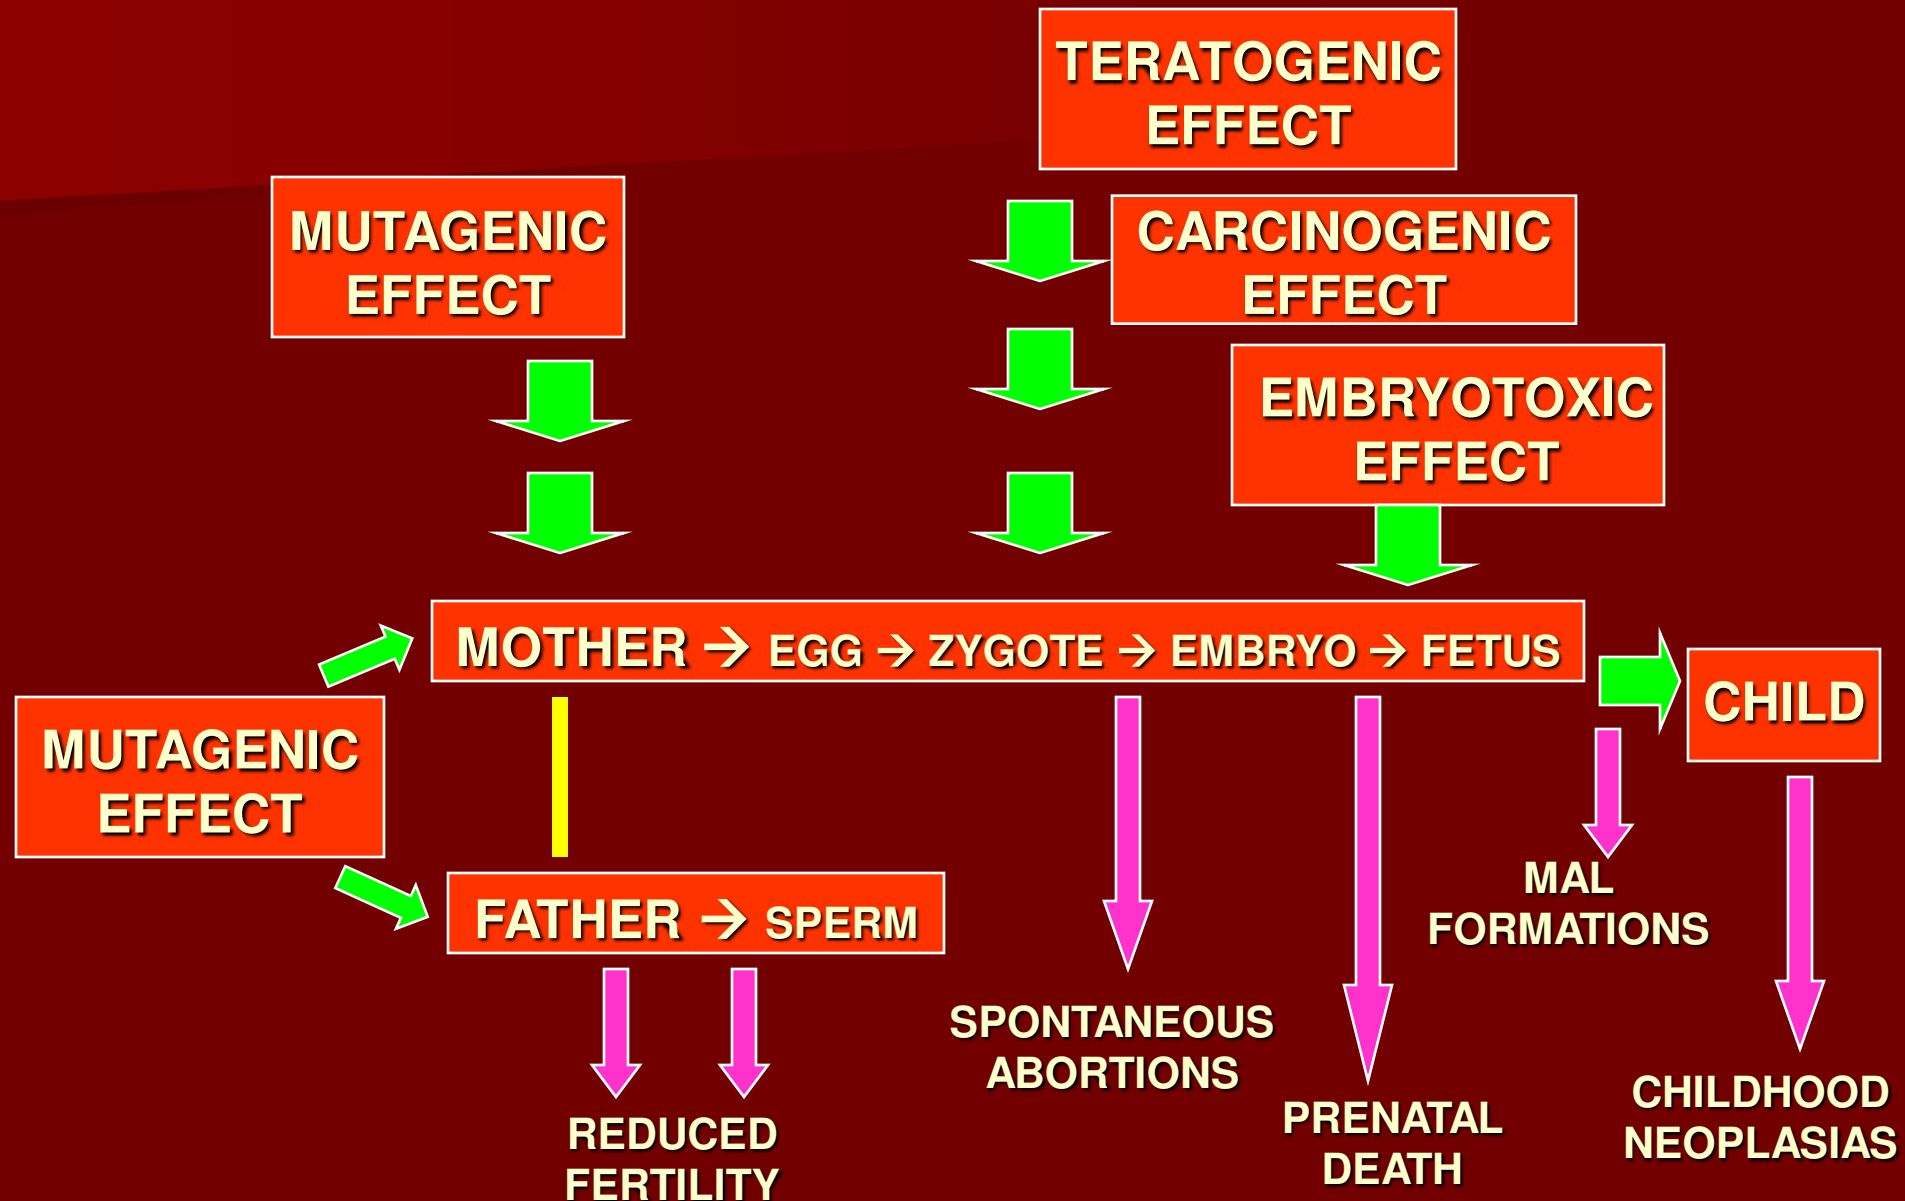 TERATOGENIC
EFFECT
MUTAGENIC
EFFECT
CARCINOGENIC
EFFECT
EMBRYOTOXIC
EFFECT
MOTHER → EGG → ZYGOTE → EMBRYO → FETUS
CHILD
MUTAGENIC
EFFECT
FATHER → SPERM
MAL
FORMATIONS
SPONTANEOUS
ABORTIONS
PRENATAL
DEATH
CHILDHOOD
NEOPLASIAS
REDUCED
FERTILITY